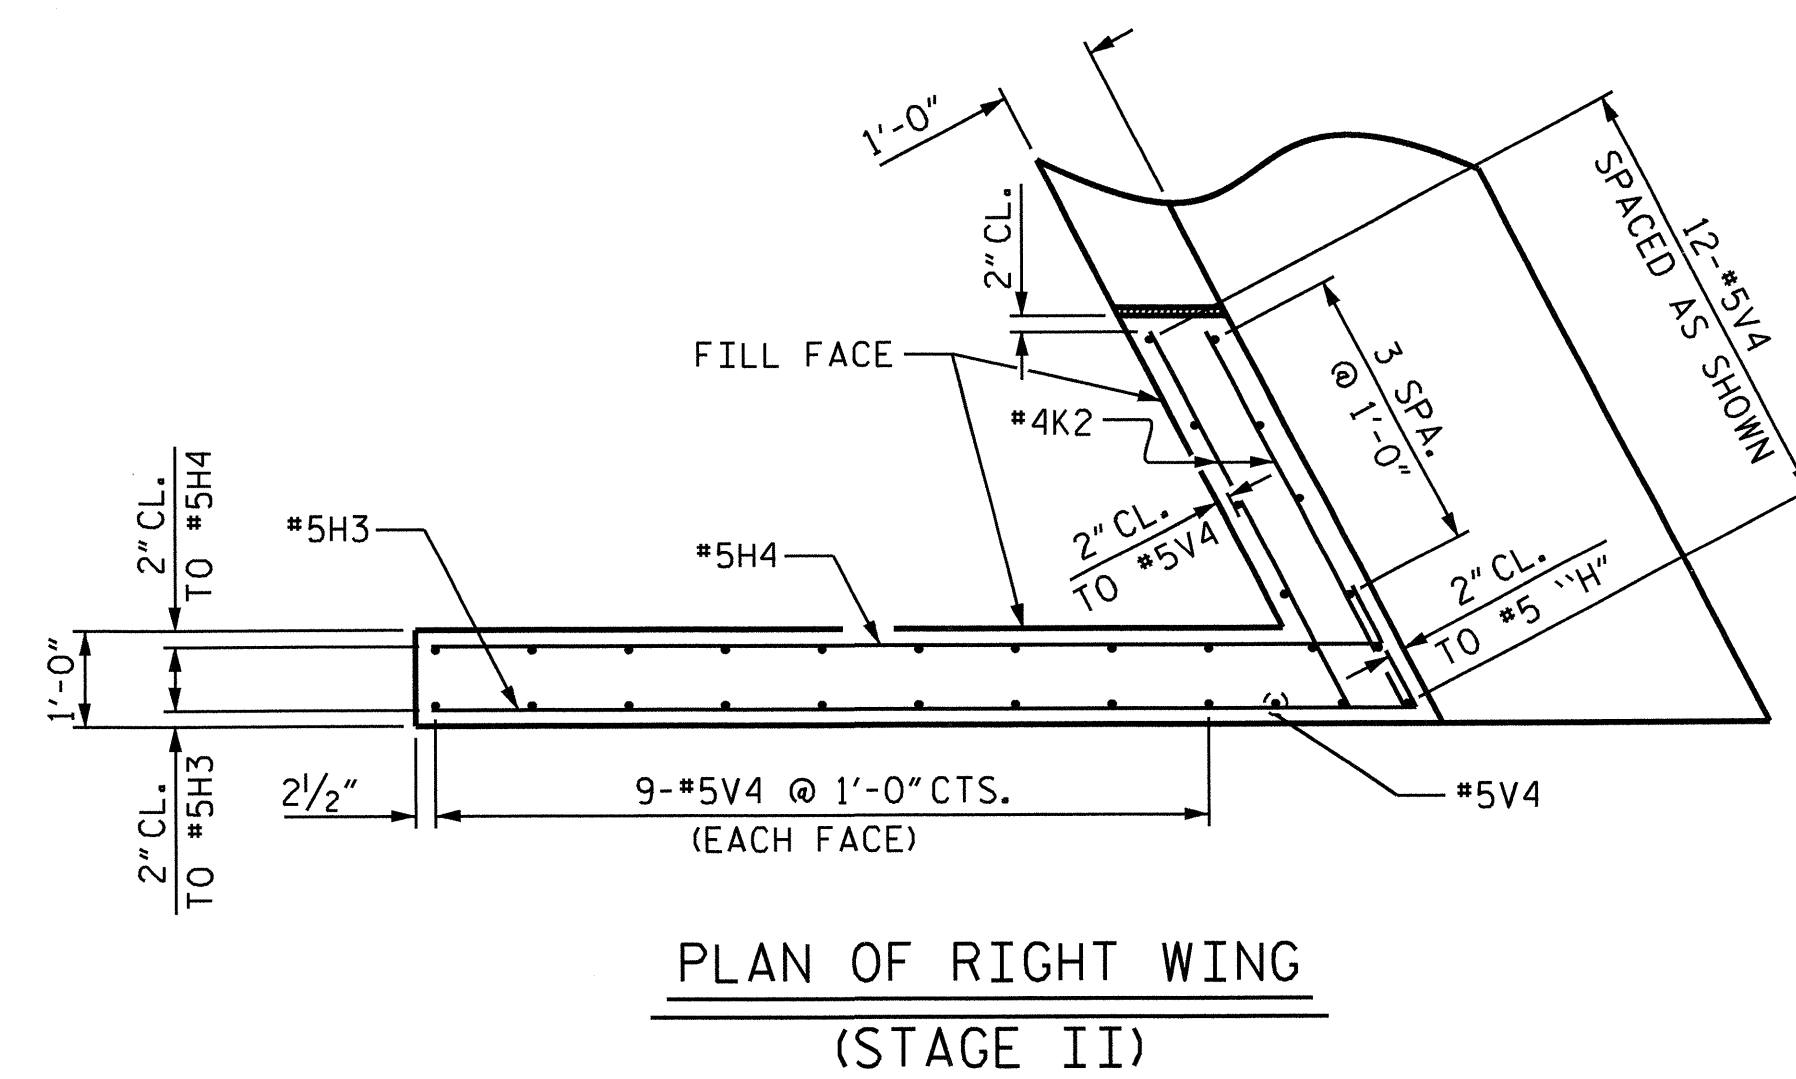 1'-0"
2" CL.
SPACED AS SHOWN
12-#5V4
FILL FACE
3 SPA.
@ 1'-0"
#4K2
2" CL.
TO #5H4
#5H3
#5H4
2" CL.
TO #5V4
2" CL.
TO #5 ``H"
1'-0"
2" CL.
TO #5H3
2½"
9-#5V4 @ 1'-0" CTS.
(EACH FACE)
#5V4
PLAN OF RIGHT WING
(STAGE II)